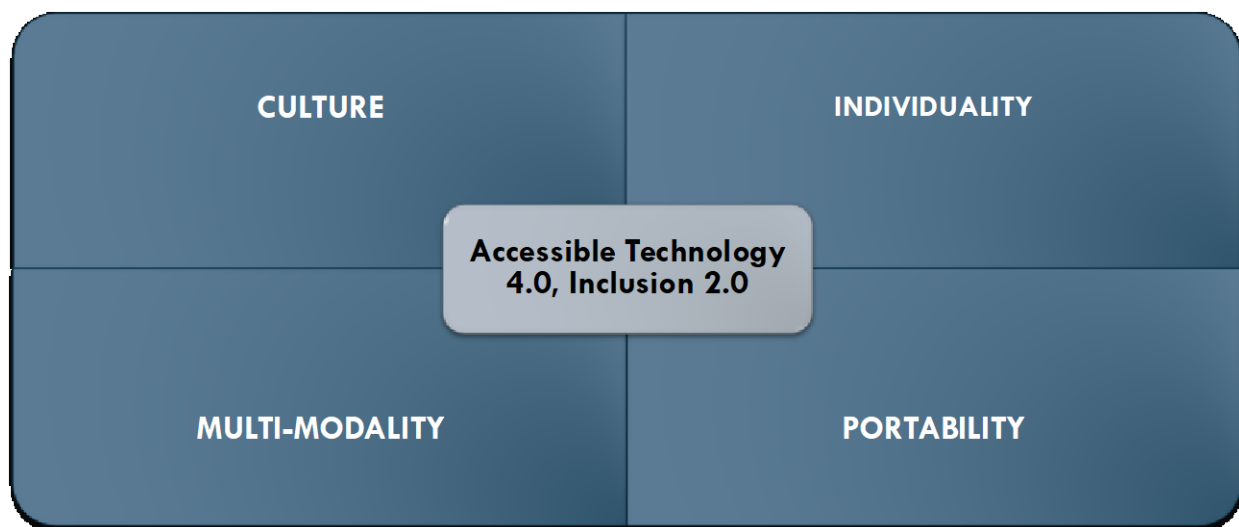 CULTURE
INDIVIDUALITY
Accessible Technology
4.0, Inclusion 2.0
MULTI-MODALITY
PORTABILITY